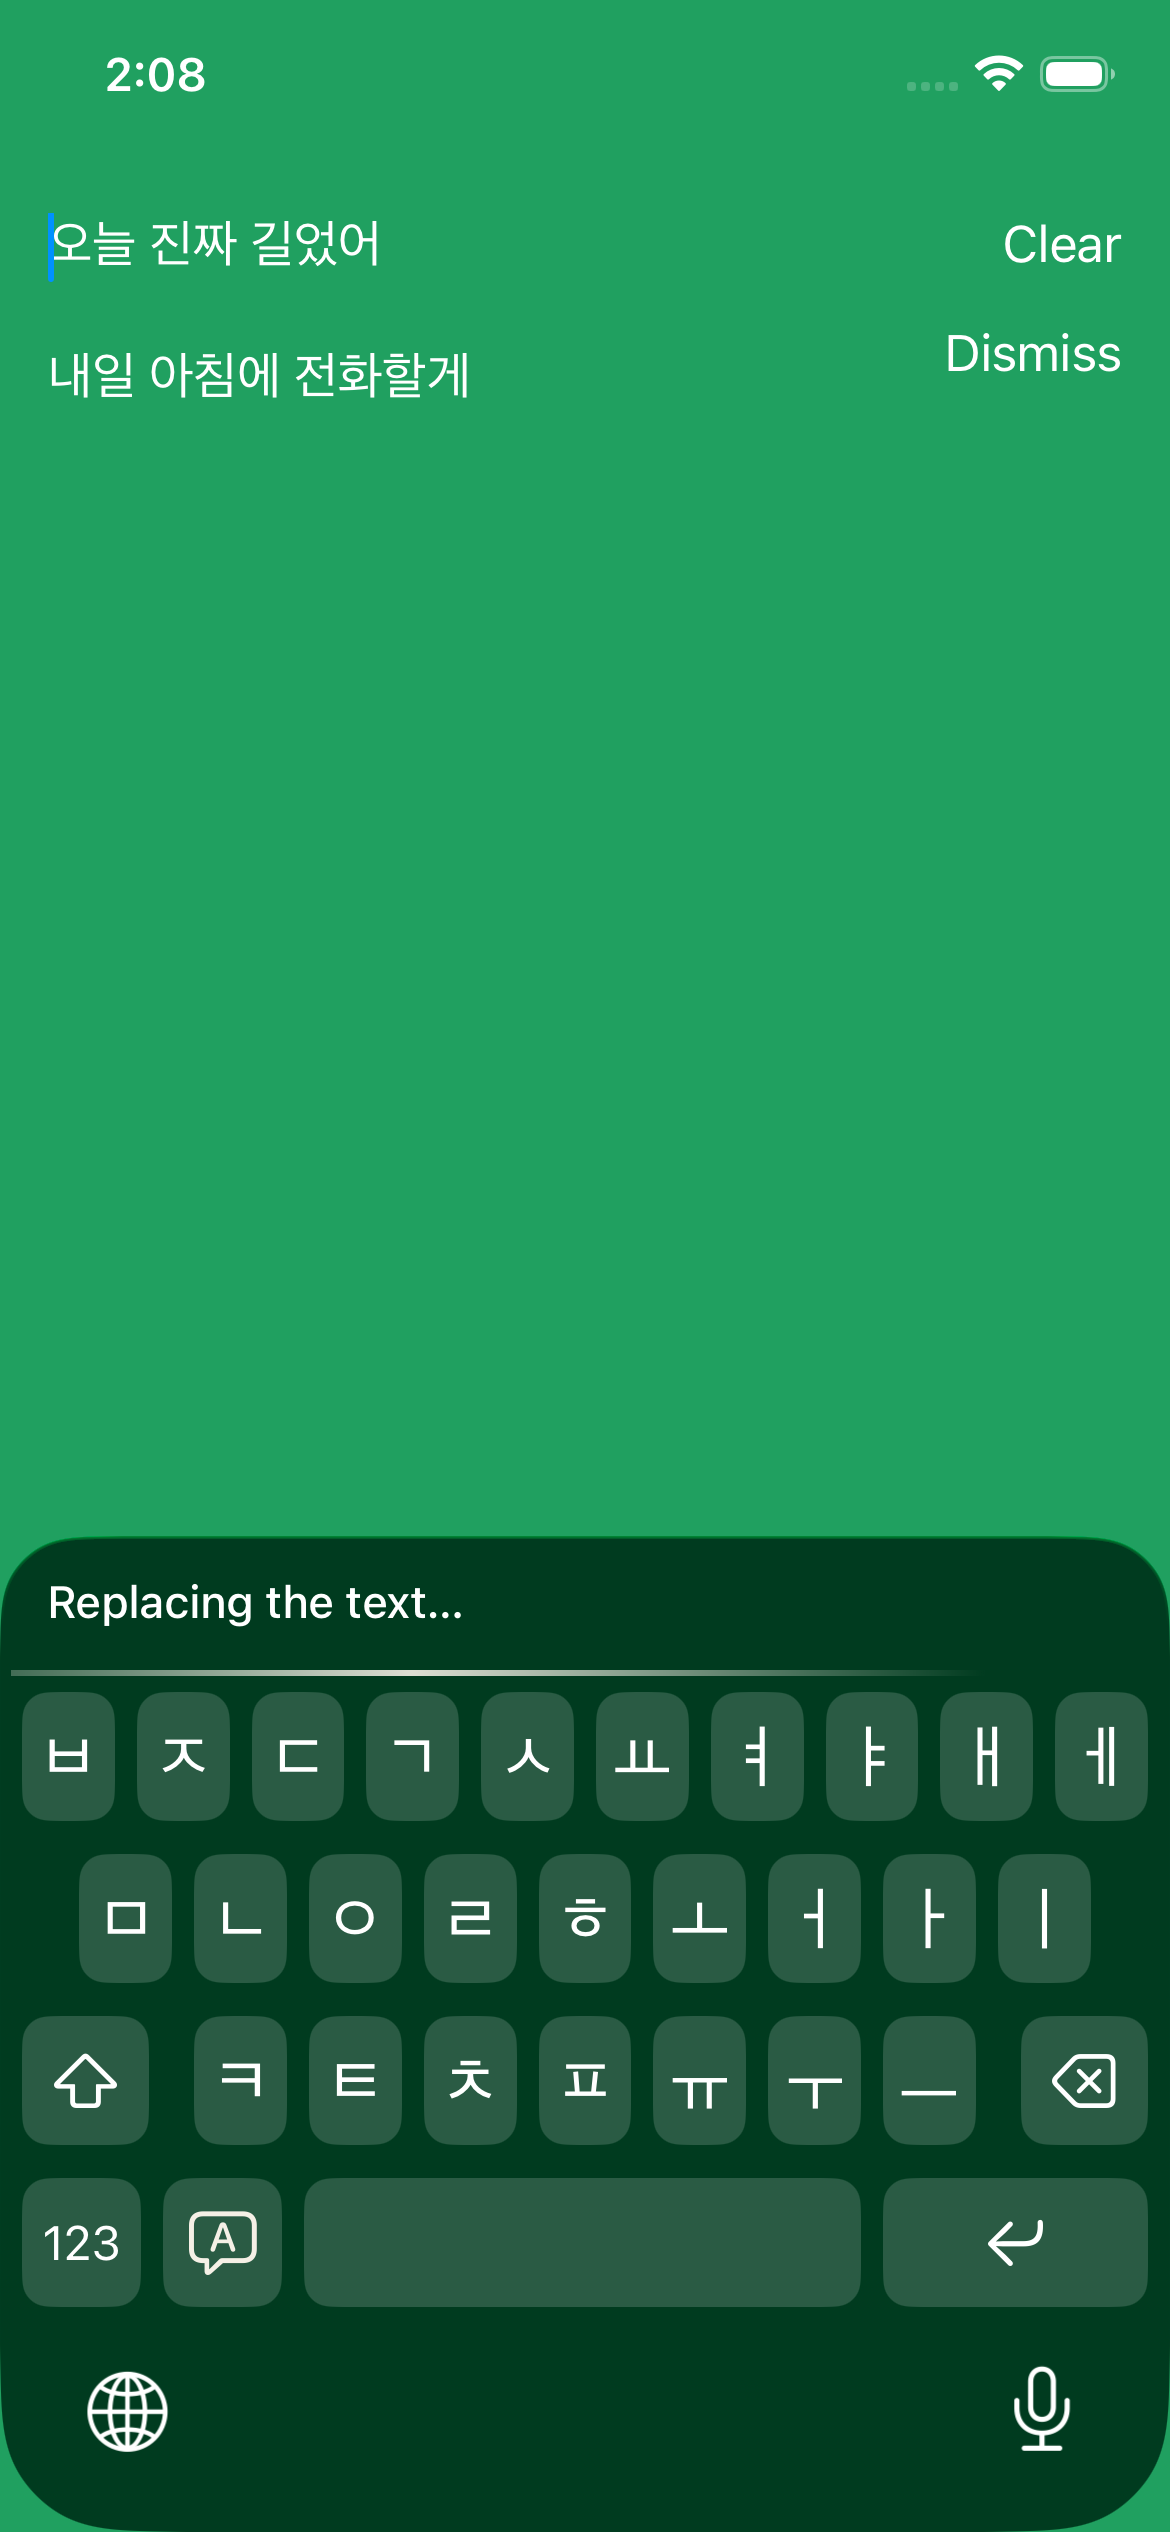 2:08
오늘 진짜 길었어
Clear
내일 아침에 전화할게
Dismiss
Replacing the text...
ㅂ ㅈ ㄷ ㄱ ㅅ ㅛ ㅕ ㅑ ㅐ ㅔ
ㅁ ㄴ ㅇ ㄹ ㅎ ㅗ ㅓ ㅏ ㅣ
ㅋ ㅌ ㅊ ㅍ ㅠ ㅜ ㅡ
123 A